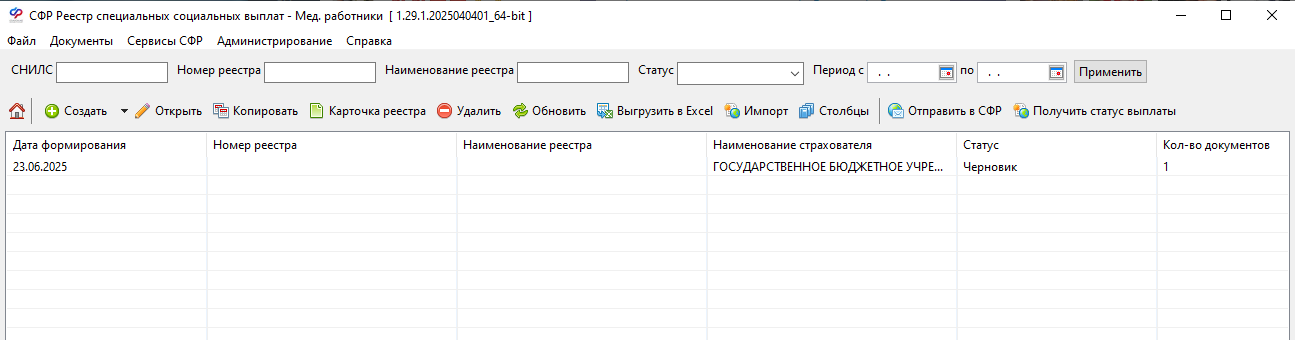 СФР Реестр специальных социальных выплат - Мед. работники [ 1.29.1.2025040401_64-bit ]
Файл Документы Сервисы СФР Администрирование Справка
СНИЛС Номер реестра Наименование реестра Статус Период с . . по . . Применить
Создать Открыть Копировать Карточка реестра Удалить Обновить Выгрузить в Excel Импорт Столбцы Отправить в СФР Получить статус выплаты
Дата формирования Номер реестра Наименование реестра Наименование страхователя Статус Кол-во документов
23.06.2025 ГОСУДАРСТВЕННОЕ БЮДЖЕТНОЕ УЧРЕ... Черновик 1